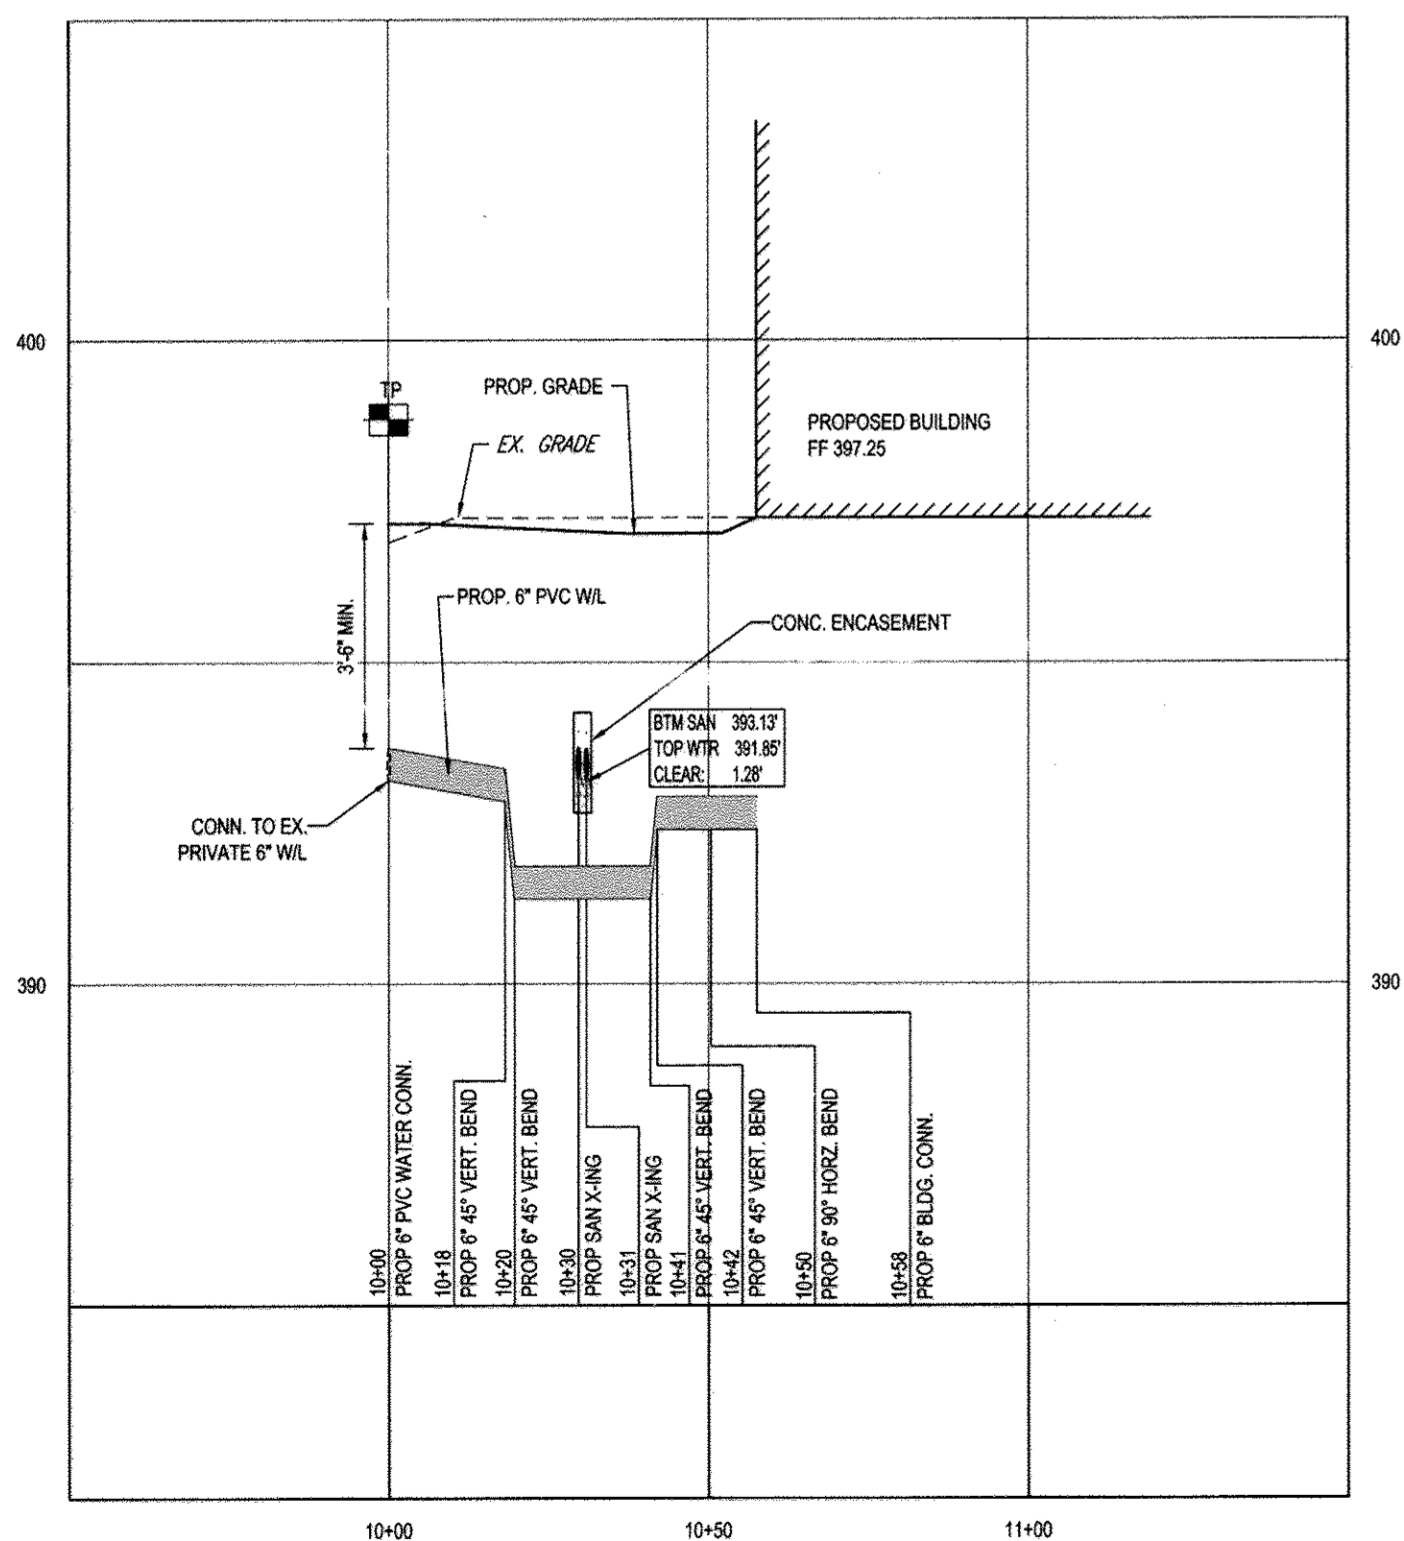 400
400
TP
PROP. GRADE
EX. GRADE
PROPOSED BUILDING
FF 397.25
3'-6" MIN.
PROP. 6" PVC W/L
CONC. ENCASEMENT
BTM SAN 393.13'
TOP WTR 391.85'
CLEAR: 1.28'
CONN. TO EX.
PRIVATE 6" W/L
390
390
10+00
PROP 6" PVC WATER CONN.
10+18
PROP 6" 45° VERT. BEND
10+20
PROP 6" 45° VERT. BEND
10+30
PROP SAN X-ING
10+31
PROP SAN X-ING
10+41
PROP 6" 45° VERT. BEND
10+42
PROP 6" 45° VERT. BEND
10+50
PROP 6" 90° HORZ. BEND
10+58
PROP 6" BLDG. CONN.
10+00
10+50
11+00